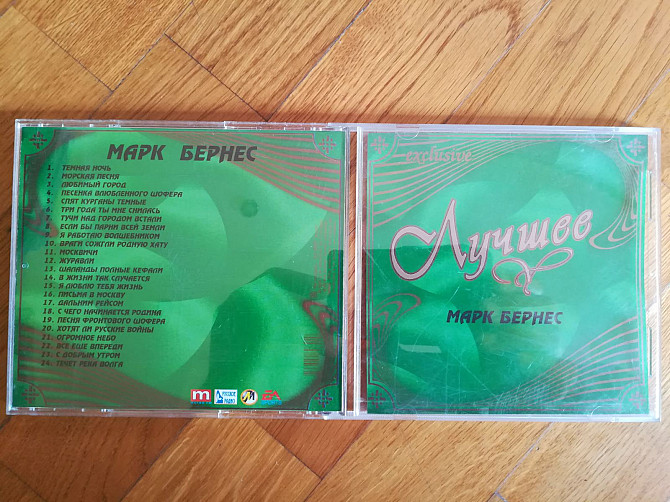 МАРК БЕРНЕС
1. ТЕМНАЯ НОЧЬ
2. МОРСКАЯ ПЕСНЯ
3. ЛЮБИМЫЙ ГОРОД
4. ПЕСЕНКА ВЛЮБЛЕННОГО ШОФЕРА
5. СПЯТ КУРГАНЫ ТЕМНЫЕ
6. ТРИ ГОДА ТЫ МНЕ СНИЛАСЬ
7. ТУЧИ НАД ГОРОДОМ ВСТАЛИ
8. ЕСЛИ БЫ ПАРНИ ВСЕЙ ЗЕМЛИ
9. Я РАБОТАЮ ВОЛШЕБНИКОМ
10. ВРАГИ СОЖГЛИ РОДНУЮ ХАТУ
11. МОСКВИЧИ
12. ЖУРАВЛИ
13. ШАЛАНДЫ ПОЛНЫЕ КЕФАЛИ
14. В ЖИЗНИ ТАК СЛУЧАЕТСЯ
15. Я ЛЮБЛЮ ТЕБЯ ЖИЗНЬ
16. ПИСЬМА В МОСКВУ
17. ДАЛЬНИМ РЕЙСОМ
18. С ЧЕГО НАЧИНАЕТСЯ РОДИНА
19. ПЕСНЯ ФРОНТОВОГО ШОФЕРА
20. ХОТЯТ ЛИ РУССКИЕ ВОЙНЫ
21. ОГРОМНОЕ НЕБО
22. ВСЕ ЕЩЕ ВПЕРЕДИ
23. С ДОБРЫМ УТРОМ
24. ТЕЧЕТ РЕКА ВОЛГА
m
РУССКОЕ РАДИО
М
EA
exclusive
Лучшее
МАРК БЕРНЕС